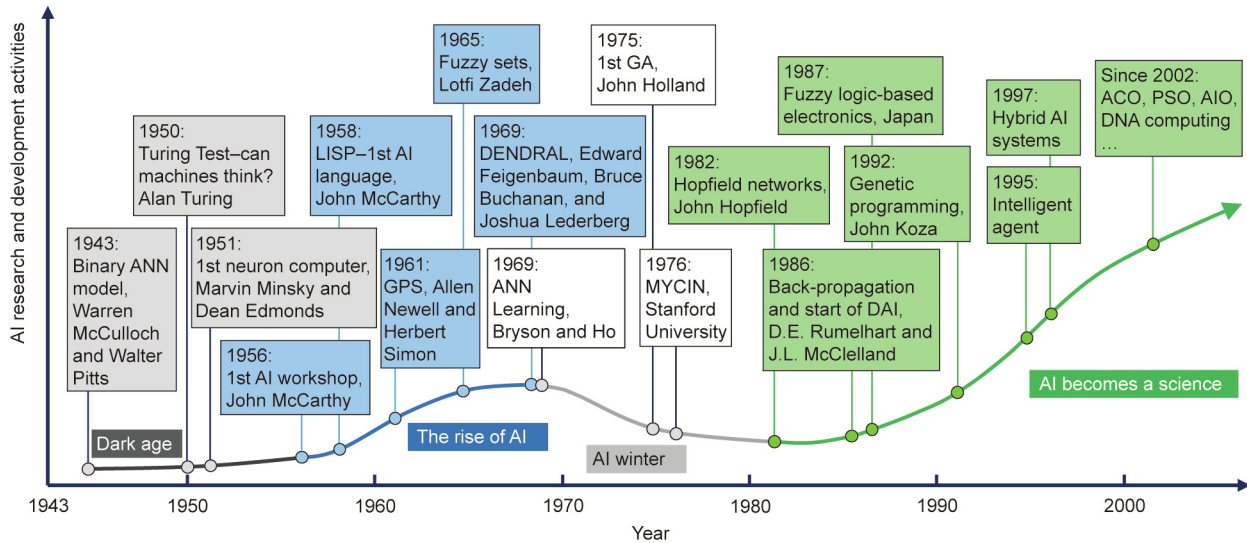 AI research and development activities
1943:
Binary ANN
model,
Warren
McCulloch
and Walter
Pitts
1950:
Turing Test–can
machines think?
Alan Turing
1951:
1st neuron computer,
Marvin Minsky and
Dean Edmonds
1956:
1st AI workshop,
John McCarthy
1958:
LISP–1st AI
language,
John McCarthy
1961:
GPS, Allen
Newell and
Herbert
Simon
1965:
Fuzzy sets,
Lotfi Zadeh
1969:
DENDRAL, Edward
Feigenbaum, Bruce
Buchanan, and
Joshua Lederberg
1969:
ANN
Learning,
Bryson and Ho
1975:
1st GA,
John Holland
1976:
MYCIN,
Stanford
University
1982:
Hopfield networks,
John Hopfield
1986:
Back-propagation
and start of DAI,
D.E. Rumelhart and
J.L. McClelland
1987:
Fuzzy logic-based
electronics, Japan
1992:
Genetic
programming,
John Koza
1995:
Intelligent
agent
1997:
Hybrid AI
systems
Since 2002:
ACO, PSO, AIO,
DNA computing
...
Dark age
The rise of AI
AI winter
AI becomes a science
1943 1950 1960 1970 1980 1990 2000
Year